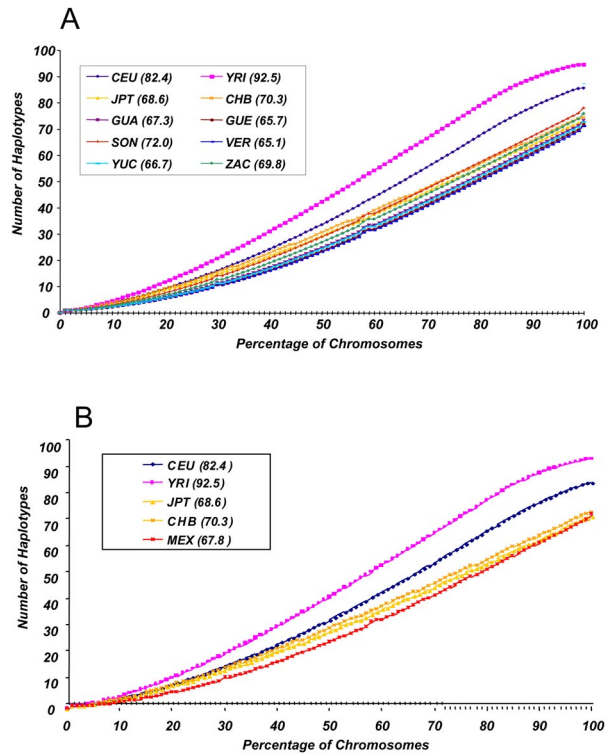 A
100
90
80
70
60
50
40
30
20
10
0
Number of Haplotypes
CEU (82.4) YRI (92.5)
JPT (68.6) CHB (70.3)
GUA (67.3) GUE (65.7)
SON (72.0) VER (65.1)
YUC (66.7) ZAC (69.8)
0 10 20 30 40 50 60 70 80 90 100
Percentage of Chromosomes
B
100
90
80
70
60
50
40
30
20
10
0
Number of Haplotypes
CEU (82.4)
YRI (92.5)
JPT (68.6)
CHB (70.3)
MEX (67.8 )
0 10 20 30 40 50 60 70 80 90 100
Percentage of Chromosomes